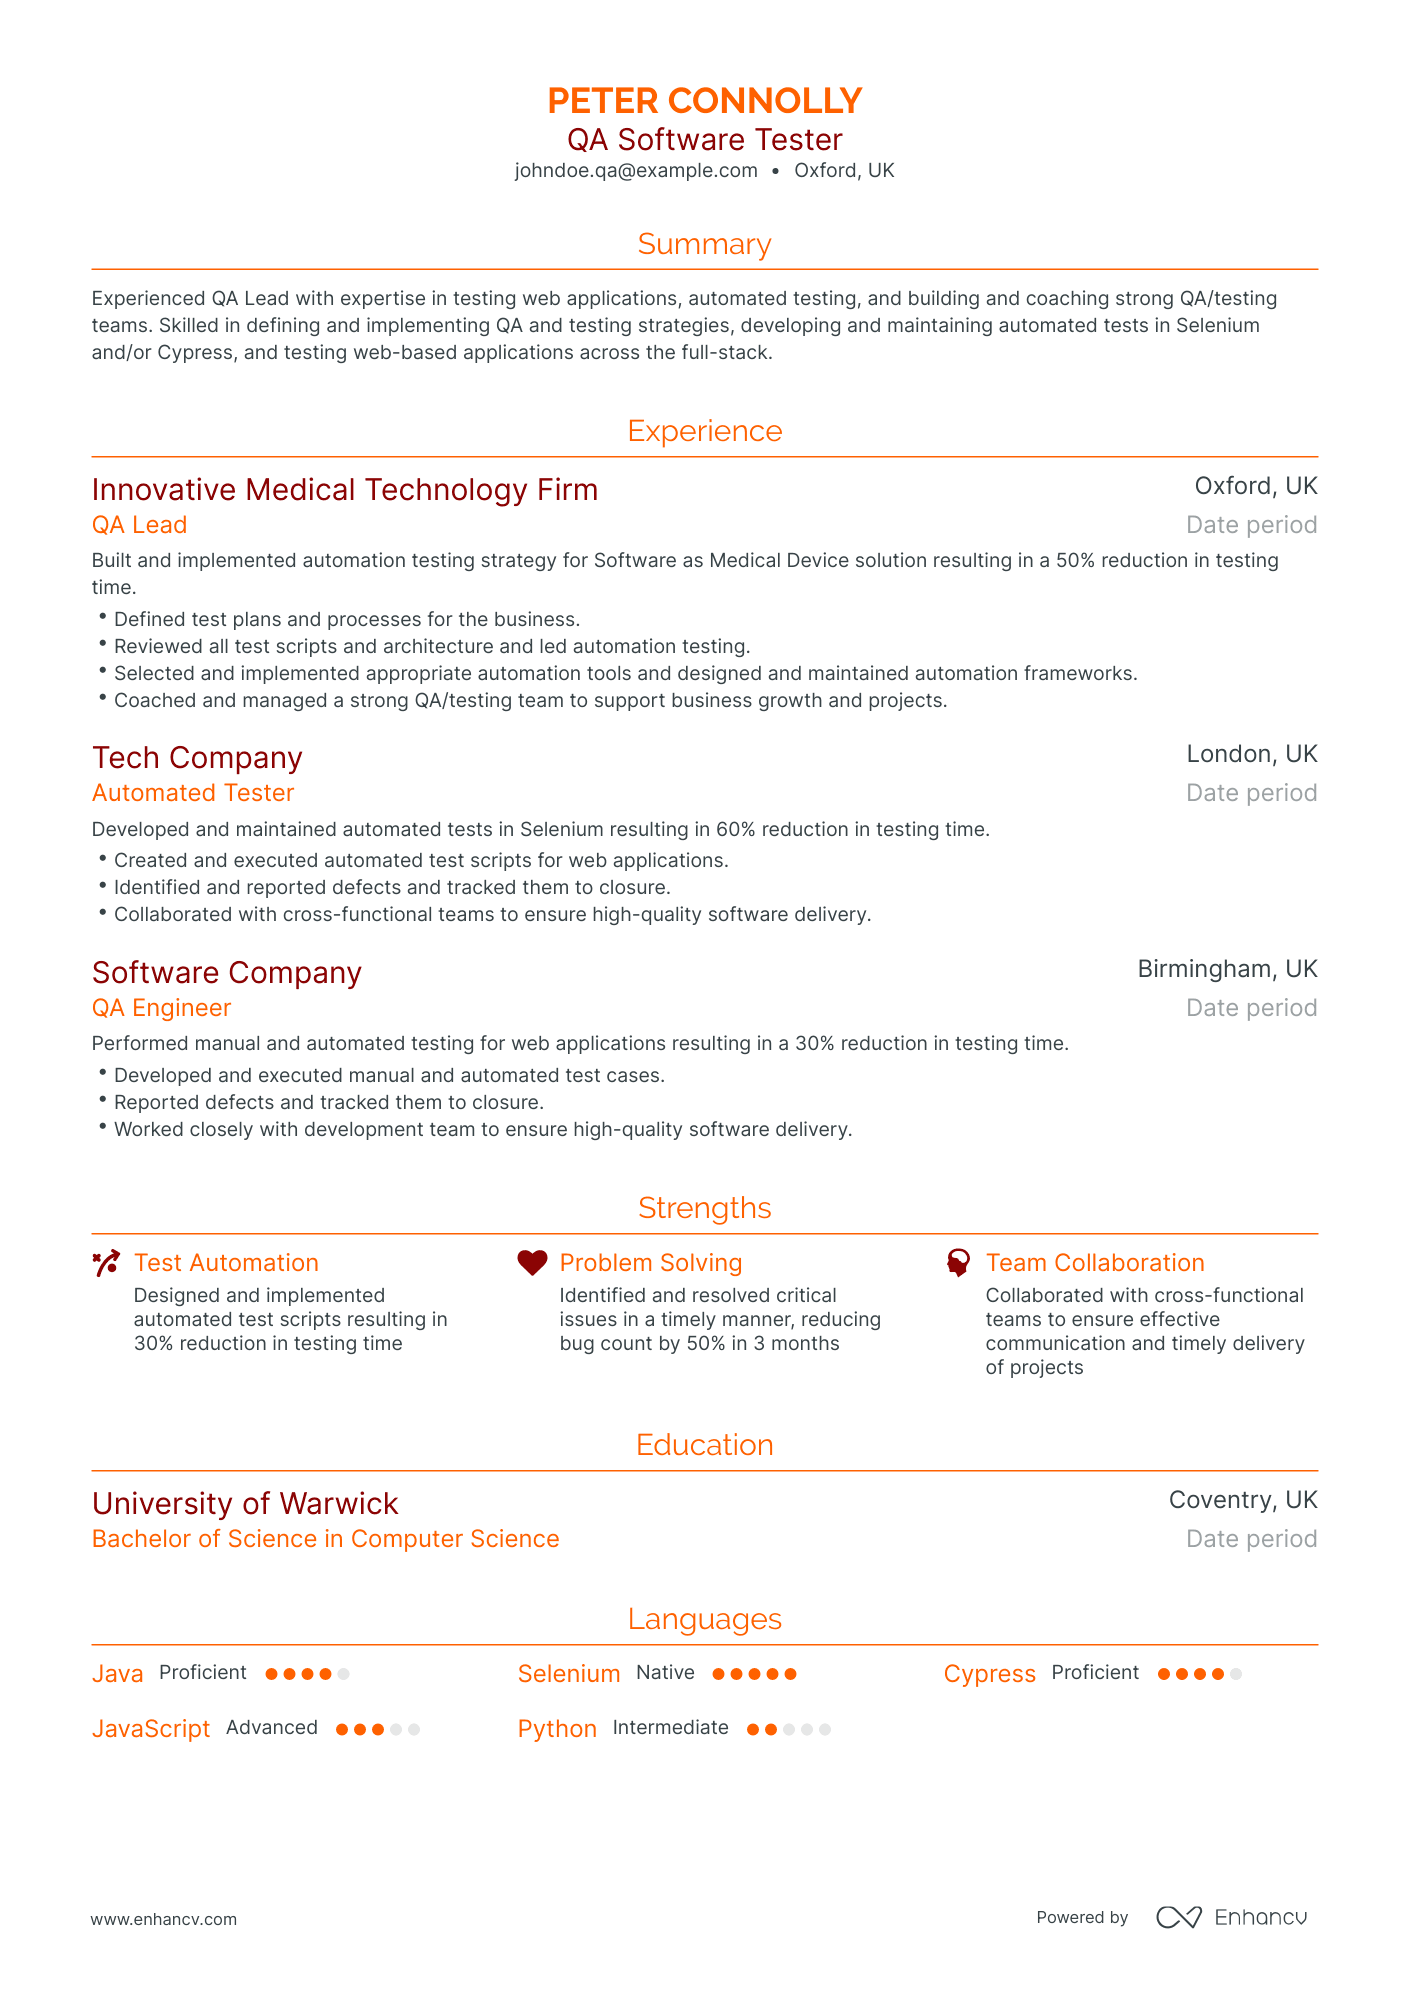 PETER CONNOLLY
QA Software Tester
johndoe.qa@example.com • Oxford, UK
Summary
Experienced QA Lead with expertise in testing web applications, automated testing, and building and coaching strong QA/testing
teams. Skilled in defining and implementing QA and testing strategies, developing and maintaining automated tests in Selenium
and/or Cypress, and testing web-based applications across the full-stack.
Experience
Innovative Medical Technology Firm Oxford, UK
QA Lead Date period
Built and implemented automation testing strategy for Software as Medical Device solution resulting in a 50% reduction in testing
time.
• Defined test plans and processes for the business.
• Reviewed all test scripts and architecture and led automation testing.
• Selected and implemented appropriate automation tools and designed and maintained automation frameworks.
• Coached and managed a strong QA/testing team to support business growth and projects.
Tech Company London, UK
Automated Tester Date period
Developed and maintained automated tests in Selenium resulting in 60% reduction in testing time.
• Created and executed automated test scripts for web applications.
• Identified and reported defects and tracked them to closure.
• Collaborated with cross-functional teams to ensure high-quality software delivery.
Software Company Birmingham, UK
QA Engineer Date period
Performed manual and automated testing for web applications resulting in a 30% reduction in testing time.
• Developed and executed manual and automated test cases.
• Reported defects and tracked them to closure.
• Worked closely with development team to ensure high-quality software delivery.
Strengths
Test Automation
Designed and implemented
automated test scripts resulting in
30% reduction in testing time
Problem Solving
Identified and resolved critical
issues in a timely manner, reducing
bug count by 50% in 3 months
Team Collaboration
Collaborated with cross-functional
teams to ensure effective
communication and timely delivery
of projects
Education
University of Warwick Coventry, UK
Bachelor of Science in Computer Science Date period
Languages
Java Proficient Selenium Native Cypress Proficient
JavaScript Advanced Python Intermediate
www.enhancv.com Powered by Enhancv